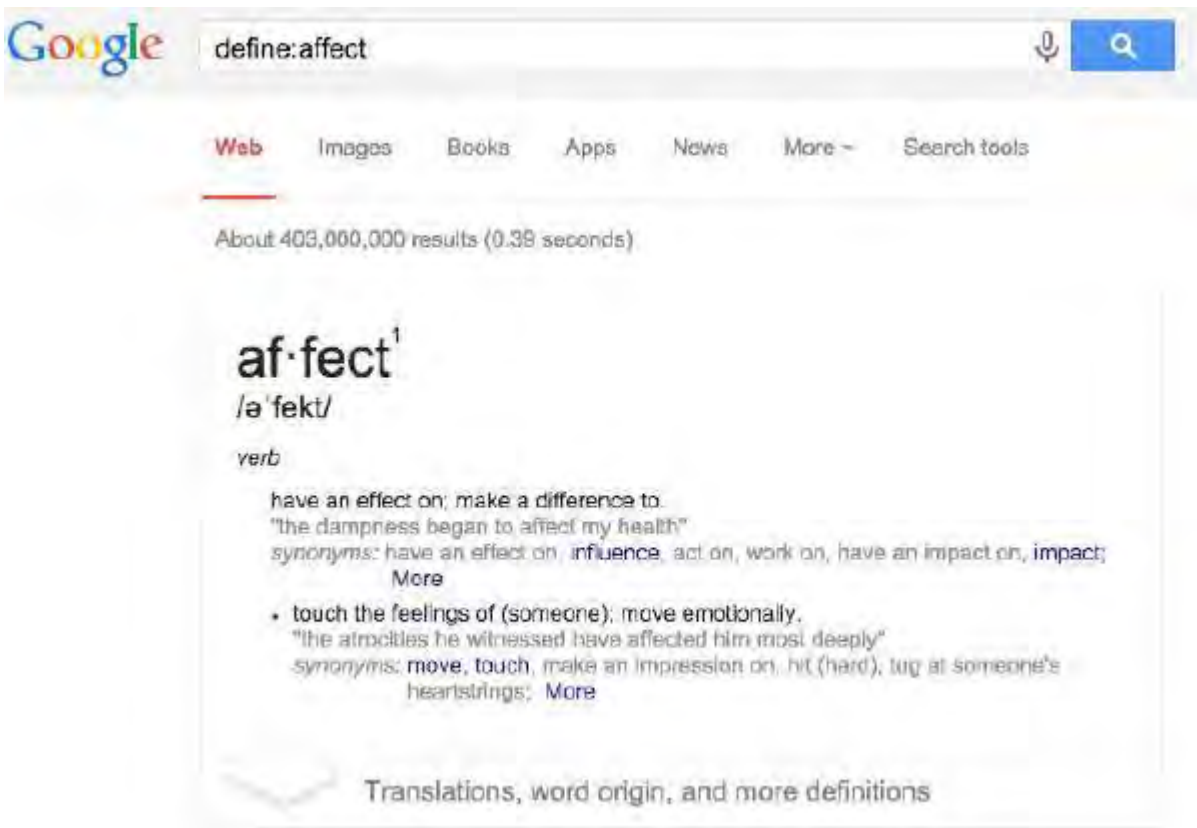 Google define:affect
Web Images Books Apps News More Search tools
About 403,000,000 results (0.39 seconds)
af·fect¹
/əˈfekt/
verb
have an effect on; make a difference to.
"the dampness began to affect my health"
synonyms: have an effect on, influence, act on, work on, have an impact on, impact;
More
• touch the feelings of (someone); move emotionally.
"the atrocities he witnessed have affected him most deeply"
synonyms: move, touch, make an impression on, hit (hard), tug at someone's
heartstrings; More
Translations, word origin, and more definitions